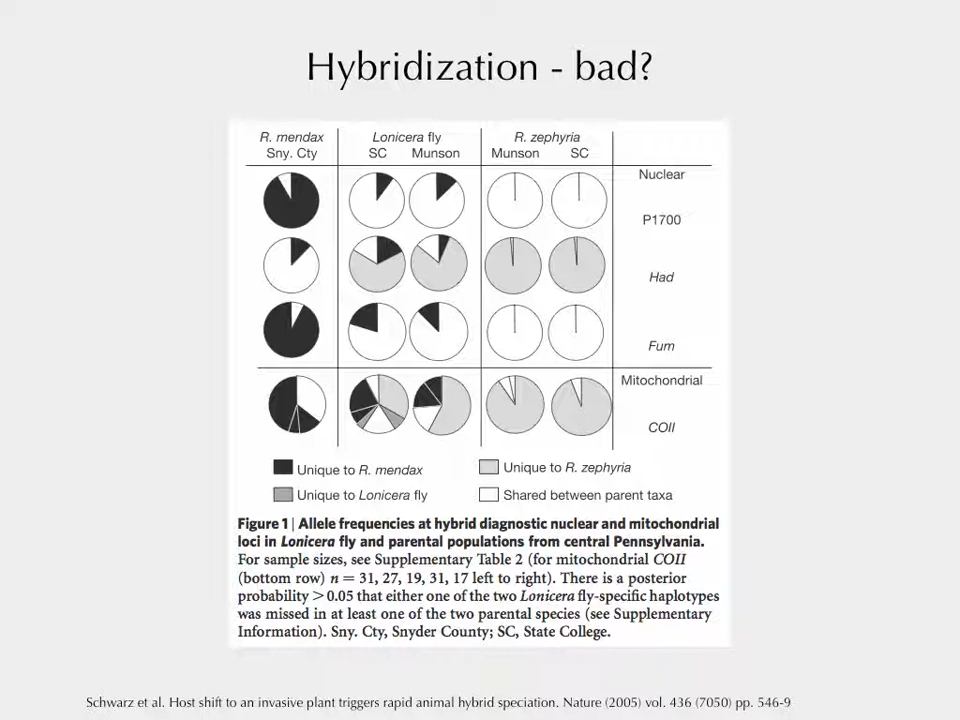 Hybridization - bad?
R. mendax
Sny. Cty
Lonicera fly
SC Munson
R. zephyria
Munson SC
Nuclear
P1700
Had
Fum
Mitochondrial
COII
Unique to R. mendax
Unique to R. zephyria
Unique to Lonicera fly
Shared between parent taxa
Figure 1 | Allele frequencies at hybrid diagnostic nuclear and mitochondrial
loci in Lonicera fly and parental populations from central Pennsylvania.
For sample sizes, see Supplementary Table 2 (for mitochondrial COII
(bottom row) n = 31, 27, 19, 31, 17 left to right). There is a posterior
probability > 0.05 that either one of the two Lonicera fly-specific haplotypes
was missed in at least one of the two parental species (see Supplementary
Information). Sny. Cty, Snyder County; SC, State College.
Schwarz et al. Host shift to an invasive plant triggers rapid animal hybrid speciation. Nature (2005) vol. 436 (7050) pp. 546-9